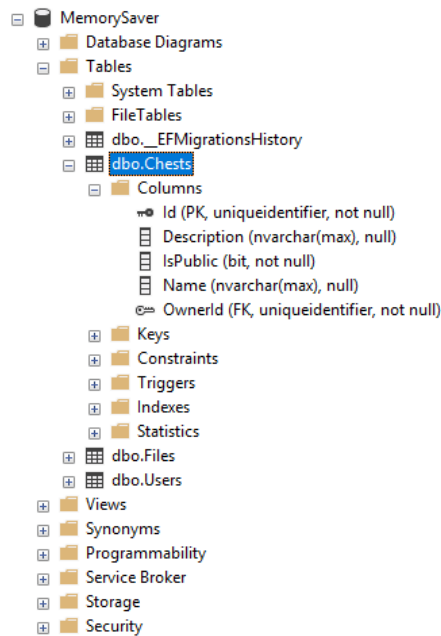 MemorySaver
Database Diagrams
Tables
System Tables
FileTables
dbo.__EFMigrationsHistory
dbo.Chests
Columns
Id (PK, uniqueidentifier, not null)
Description (nvarchar(max), null)
IsPublic (bit, not null)
Name (nvarchar(max), null)
OwnerId (FK, uniqueidentifier, not null)
Keys
Constraints
Triggers
Indexes
Statistics
dbo.Files
dbo.Users
Views
Synonyms
Programmability
Service Broker
Storage
Security